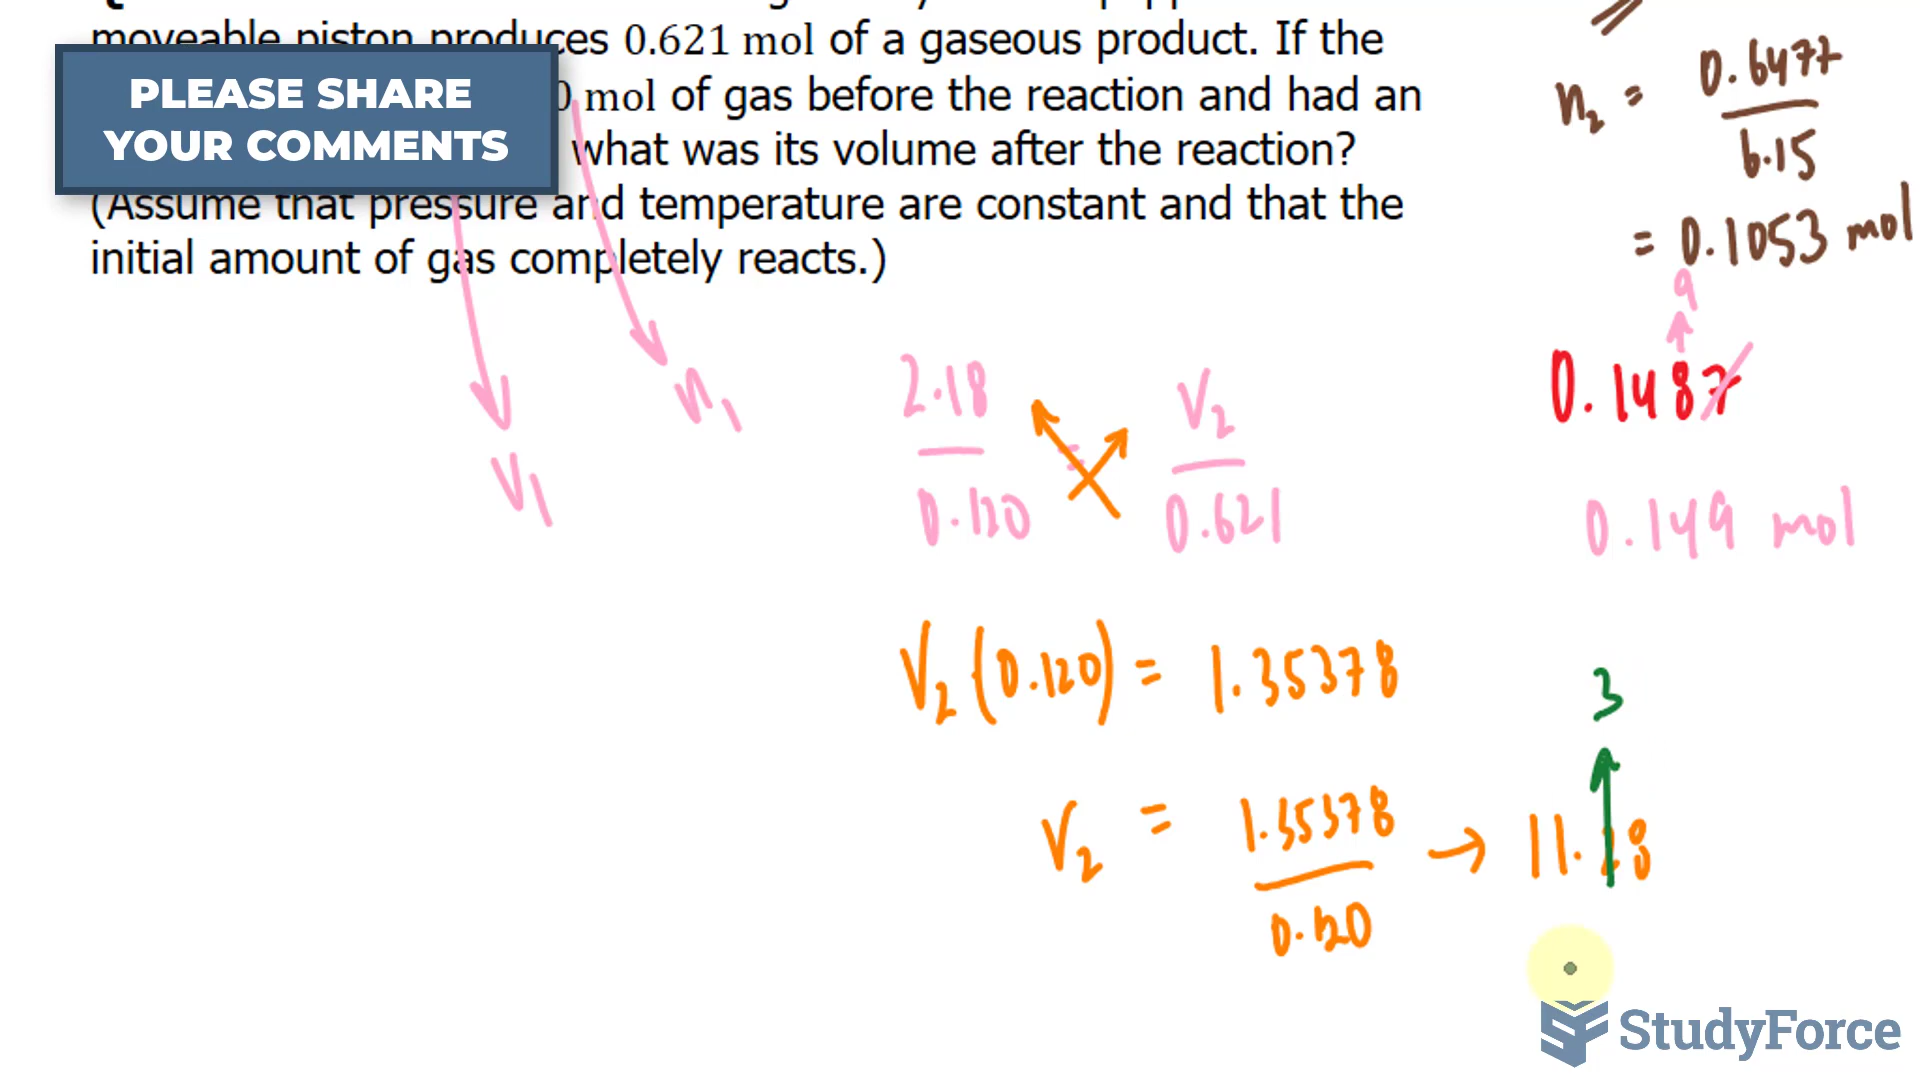 moveable piston produces 0.621 mol of a gaseous product. If the
PLEASE SHARE
YOUR COMMENTS
0 mol of gas before the reaction and had an
what was its volume after the reaction?
(Assume that pressure and temperature are constant and that the
initial amount of gas completely reacts.)
n₂ = 0.6477
6.15
= 0.1053 mol
9
0.1487
0.149 mol
V₁
n₁
2.18 = V₂
0.120 0.621
V₂ (0.120) = 1.35378
3
V₂ = 1.35378 → 11.28
0.120
StudyForce